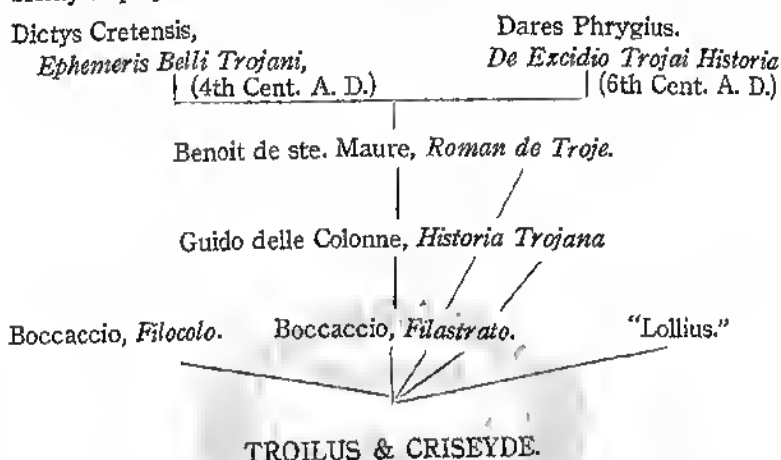 Dictys Cretensis,
Dares Phrygius.
Ephemeris Belli Trojani,
De Excidio Trojai Historia
(4th Cent. A. D.)
(6th Cent. A. D.)
Benoit de ste. Maure, Roman de Troje.
Guido delle Colonne, Historia Trojana
Boccaccio, Filocolo.
Boccaccio, Filastrato.
"Lollius."
TROILUS & CRISEYDE.